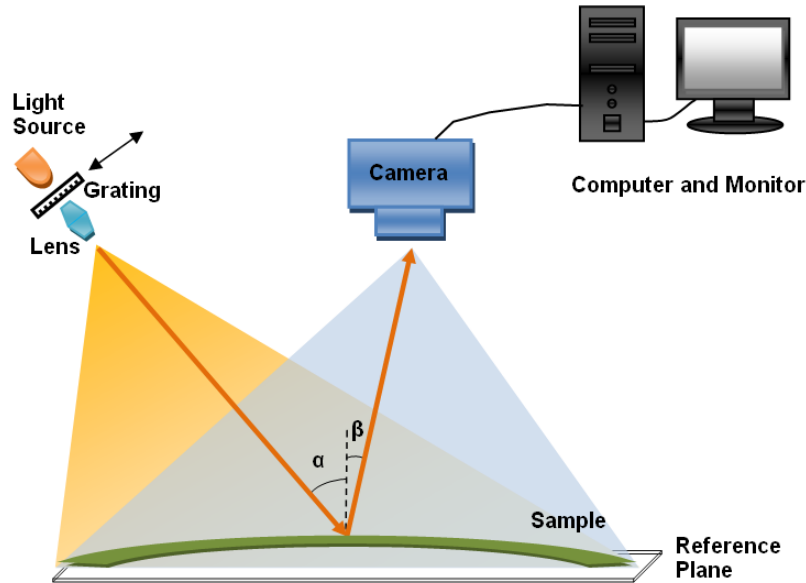 Light
Source
Grating
Lens
Camera
Computer and Monitor
α
β
Sample
Reference
Plane